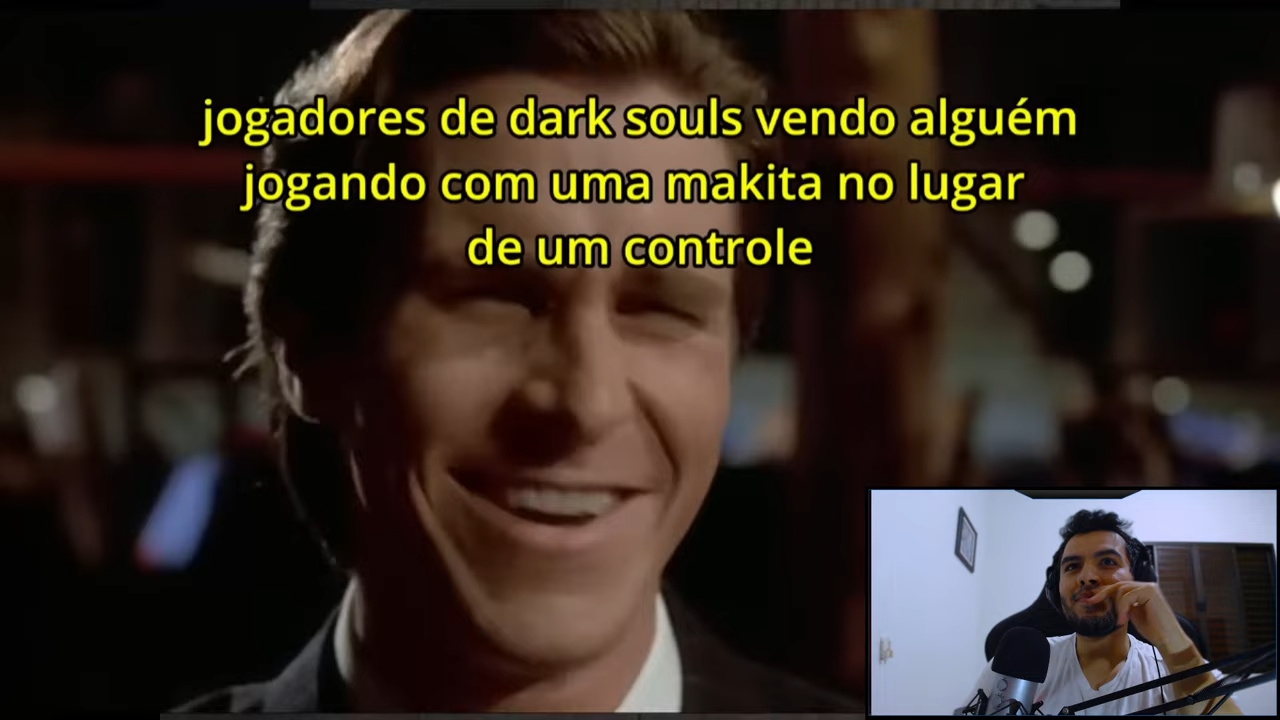 jogadores de dark souls vendo alguém
jogando com uma makita no lugar
de um controle